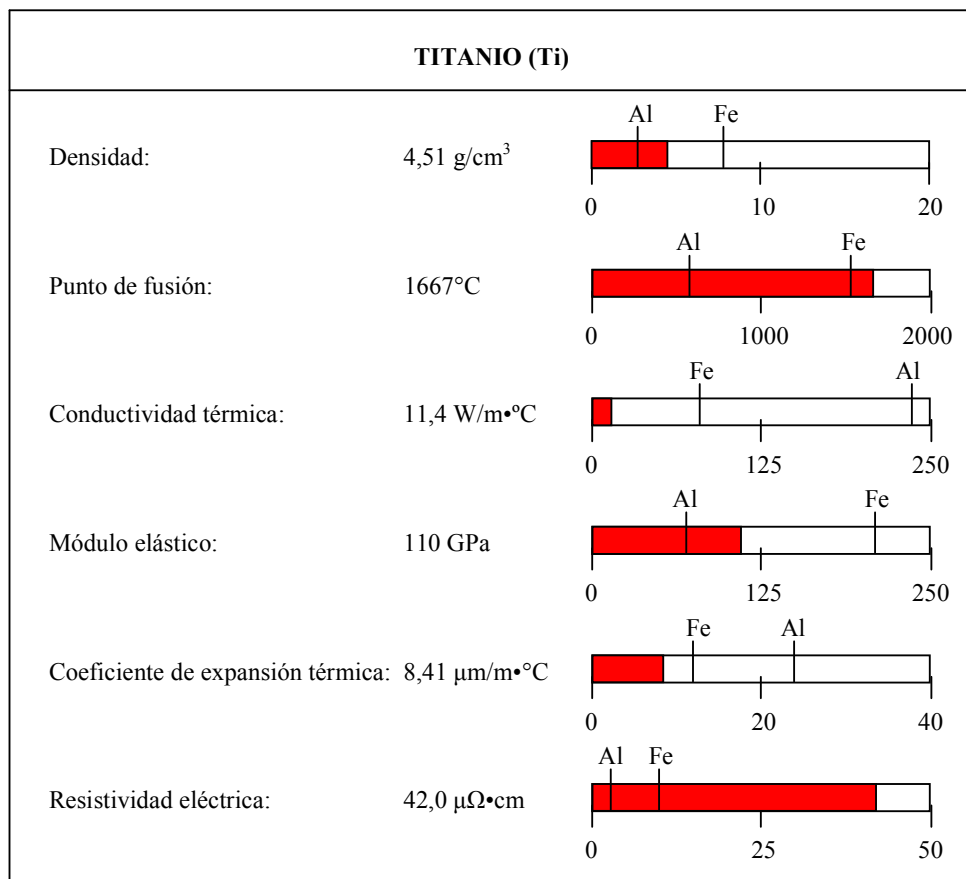 TITANIO (Ti)
Al Fe
Densidad: 4,51 g/cm³
0 10 20
Al Fe
Punto de fusión: 1667°C
0 1000 2000
Fe Al
Conductividad térmica: 11,4 W/m•ºC
0 125 250
Al Fe
Módulo elástico: 110 GPa
0 125 250
Fe Al
Coeficiente de expansión térmica: 8,41 μm/m•°C
0 20 40
Al Fe
Resistividad eléctrica: 42,0 μΩ•cm
0 25 50